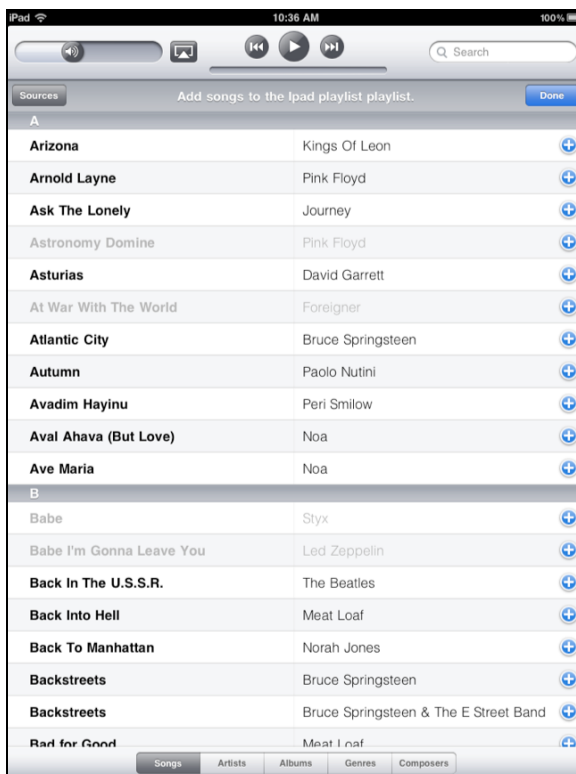 iPad 10:36 AM 100%
Search
Sources Add songs to the Ipad playlist playlist. Done
A
Arizona Kings Of Leon
Arnold Layne Pink Floyd
Ask The Lonely Journey
Astronomy Domine Pink Floyd
Asturias David Garrett
At War With The World Foreigner
Atlantic City Bruce Springsteen
Autumn Paolo Nutini
Avadim Hayinu Peri Smilow
Aval Ahava (But Love) Noa
Ave Maria Noa
B
Babe Styx
Babe I'm Gonna Leave You Led Zeppelin
Back In The U.S.S.R. The Beatles
Back Into Hell Meat Loaf
Back To Manhattan Norah Jones
Backstreets Bruce Springsteen
Backstreets Bruce Springsteen & The E Street Band
Bad for Good Meat Loaf
Songs Artists Albums Genres Composers